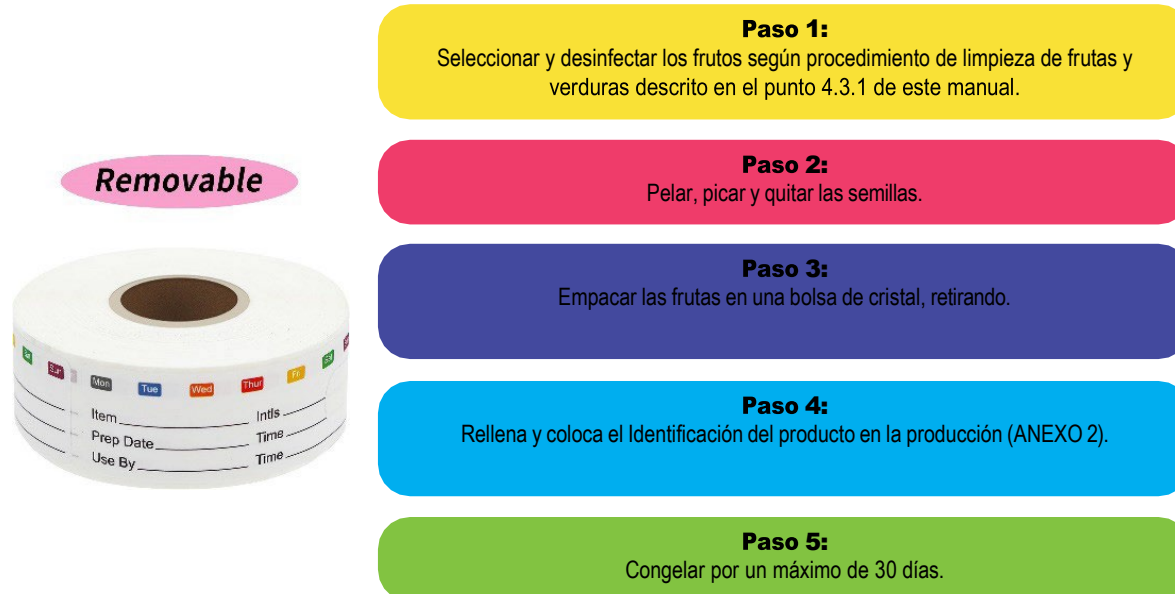 Removable
Sun
Mon
Tue
Wed
Thur
Fri
Sat
Item
Intls
Prep Date
Time
Use By
Time
Paso 1:
Seleccionar y desinfectar los frutos según procedimiento de limpieza de frutas y
verduras descrito en el punto 4.3.1 de este manual.
Paso 2:
Pelar, picar y quitar las semillas.
Paso 3:
Empacar las frutas en una bolsa de cristal, retirando.
Paso 4:
Rellena y coloca el Identificación del producto en la producción (ANEXO 2).
Paso 5:
Congelar por un máximo de 30 días.